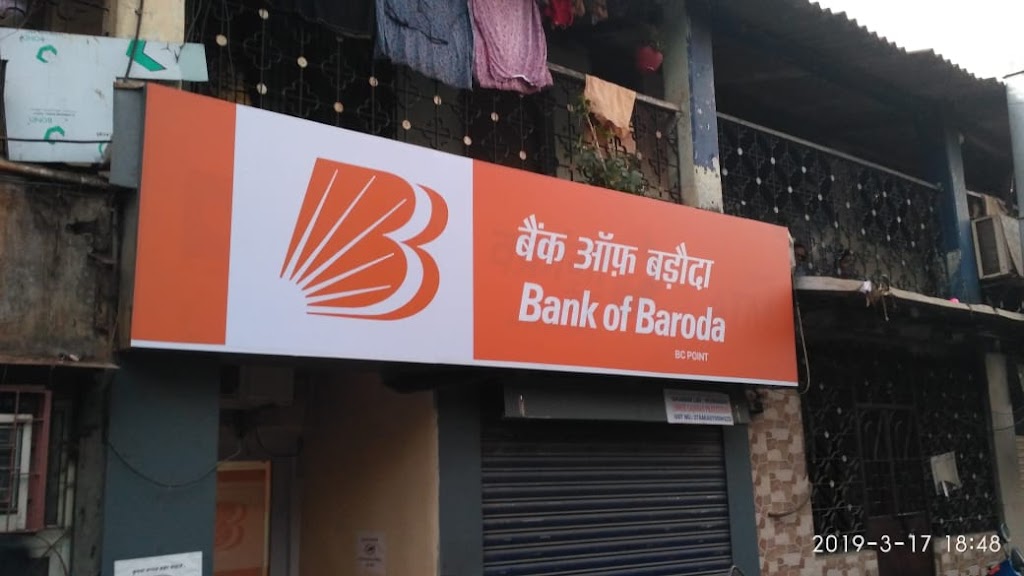 बैंक ऑफ़ बड़ौदा
Bank of Baroda
BC POINT
2019-3-17 18:48